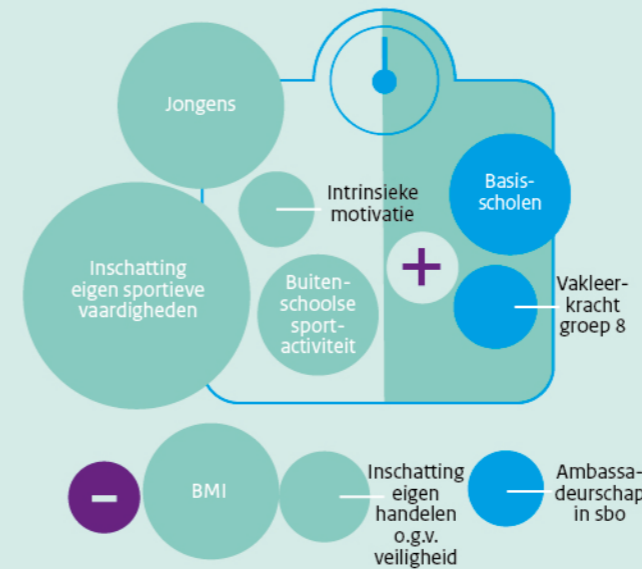 Jongens
Intrinsieke
motivatie
Basis-
scholen
Inschatting
eigen sportieve
vaardigheden
Buiten-
schoolse
sport-
activiteit
+
Vakleer-
kracht
groep 8
-
BMI
Inschatting
eigen
handelen
o.g.v.
veiligheid
Ambassa-
deurschap
in sbo